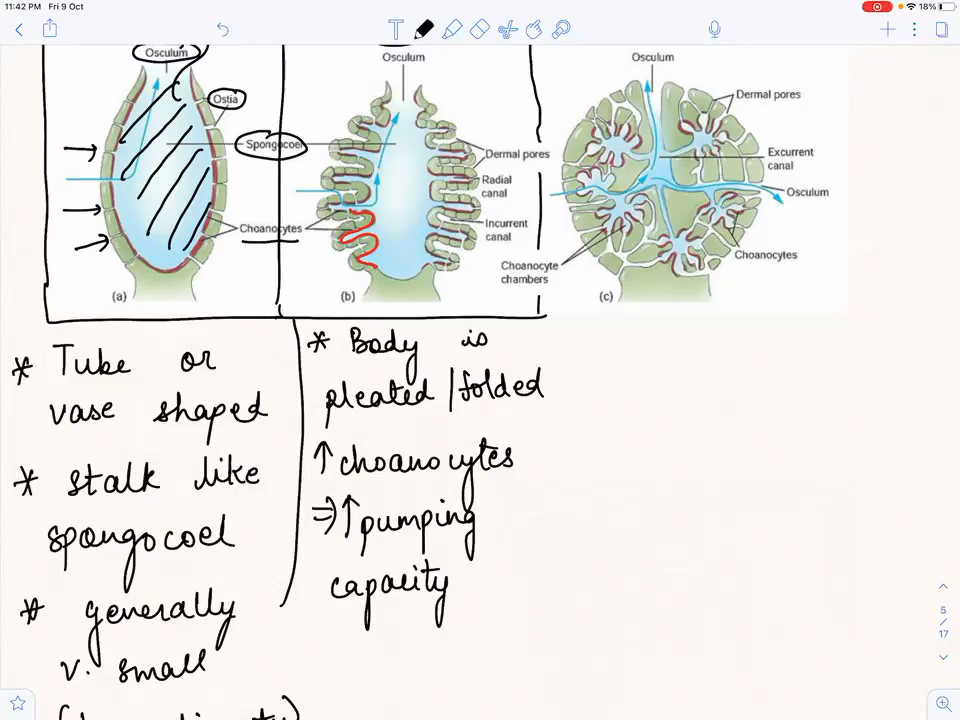 11:42 PM Fri 9 Oct
18%
Osculum
Ostia
Spongocoel
Choanocytes
(a)
Osculum
Dermal pores
Radial
canal
Incurrent
canal
(b)
Osculum
Dermal pores
Excurrent
canal
Osculum
Choanocytes
Choanocyte
chambers
(c)
* Tube or
vase shaped
* stalk like
spongocoel
* generally
v. small
* Body is
pleated / folded
↑ choanocytes
⇒ ↑ pumping
capacity
5
/
17